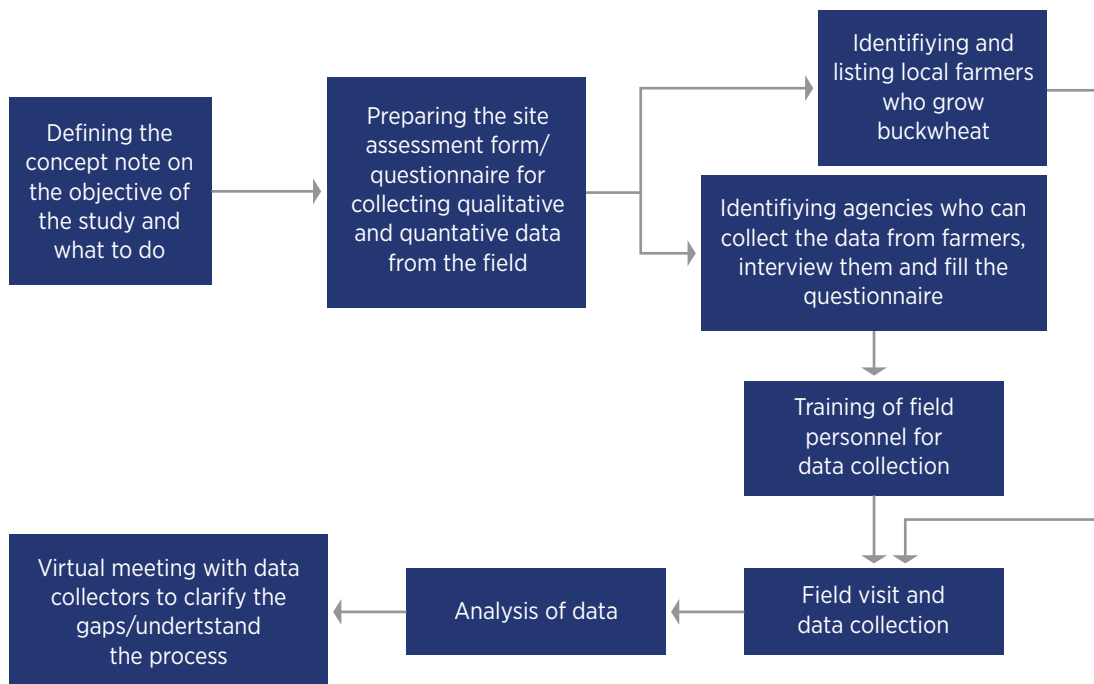 Defining the
concept note on
the objective of
the study and
what to do
Preparing the site
assessment form/
questionnaire for
collecting qualitative
and quantative data
from the field
Identifiying and
listing local farmers
who grow
buckwheat
Identifiying agencies who can
collect the data from farmers,
interview them and fill the
questionnaire
Training of field
personnel for
data collection
Field visit and
data collection
Analysis of data
Virtual meeting with data
collectors to clarify the
gaps/undertstand
the process